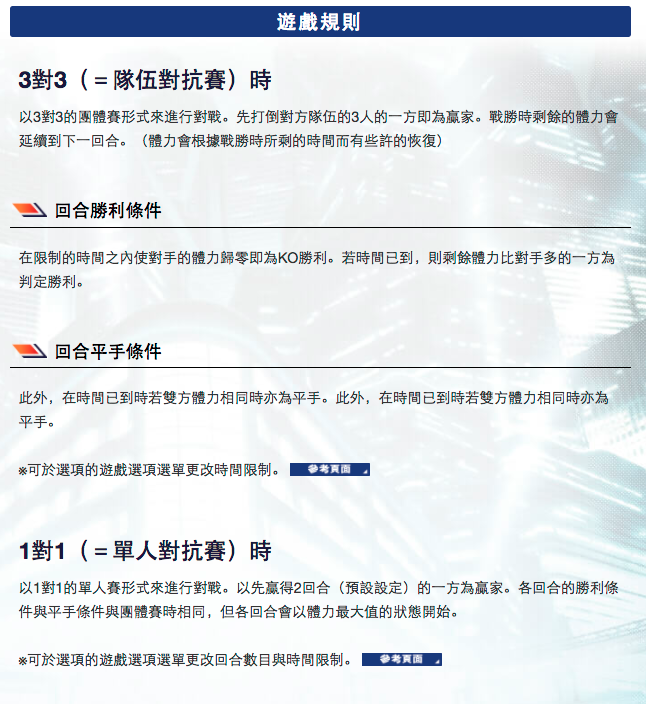 遊戲規則
3對3（＝隊伍對抗賽）時
以3對3的團體賽形式來進行對戰。先打倒對方隊伍的3人的一方即為贏家。戰勝時剩餘的體力會
延續到下一回合。（體力會根據戰勝時所剩的時間而有些許的恢復）
回合勝利條件
在限制的時間之內使對手的體力歸零即為KO勝利。若時間已到，則剩餘體力比對手多的一方為
判定勝利。
回合平手條件
此外，在時間已到時若雙方體力相同時亦為平手。此外，在時間已到時若雙方體力相同時亦為
平手。
※可於選項的遊戲選項選單更改時間限制。 參考頁面
1對1（＝單人對抗賽）時
以1對1的單人賽形式來進行對戰。以先贏得2回合（預設設定）的一方為贏家。各回合的勝利條
件與平手條件與團體賽時相同，但各回合會以體力最大值的狀態開始。
※可於選項的遊戲選項選單更改回合數目與時間限制。 參考頁面